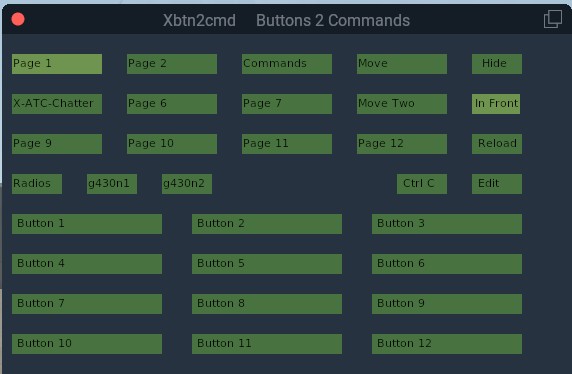 Xbtn2cmd Buttons 2 Commands
Page 1 Page 2 Commands Move Hide
X-ATC-Chatter Page 6 Page 7 Move Two In Front
Page 9 Page 10 Page 11 Page 12 Reload
Radios g430n1 g430n2 Ctrl C Edit
Button 1 Button 2 Button 3
Button 4 Button 5 Button 6
Button 7 Button 8 Button 9
Button 10 Button 11 Button 12